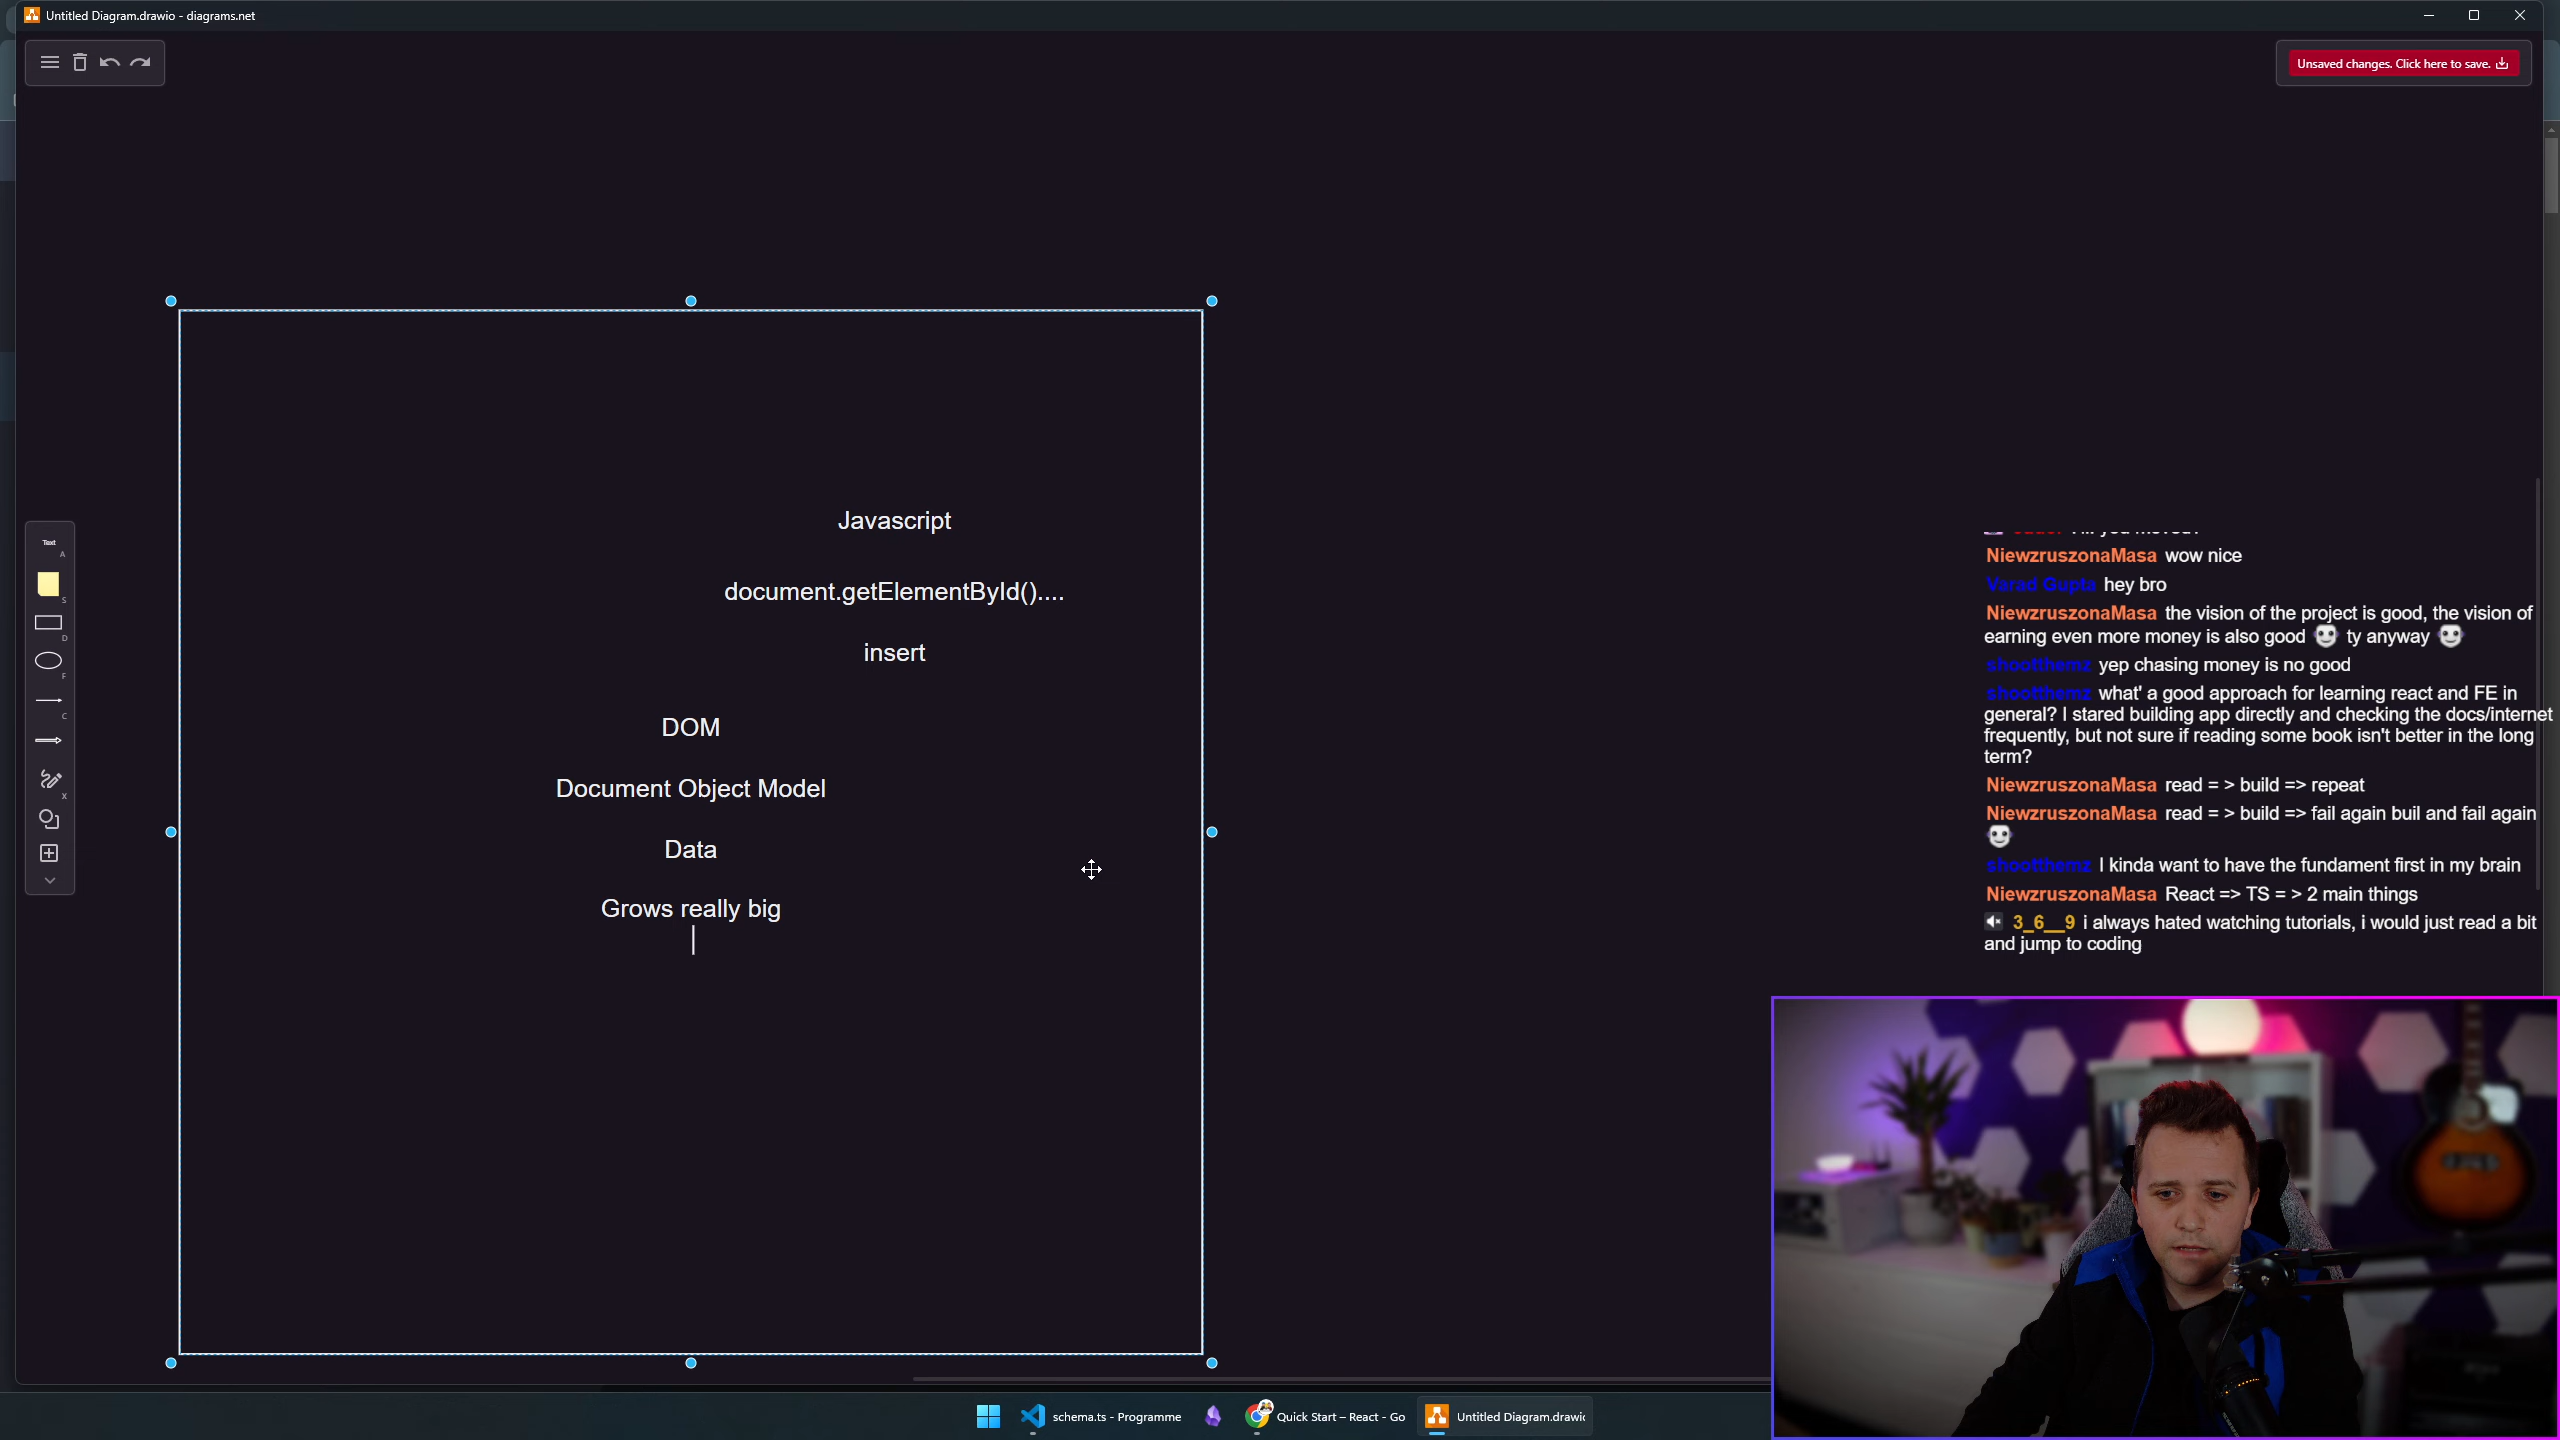 Untitled Diagram.drawio - diagrams.net
Unsaved changes. Click here to save.
Text
A
S
D
F
C
X
Javascript
document.getElementById()....
insert
DOM
Document Object Model
Data
Grows really big
NiewzruszonaMasa wow nice
Varad Gupta hey bro
NiewzruszonaMasa the vision of the project is good, the vision of
earning even more money is also good ty anyway
shootthemz yep chasing money is no good
shootthemz what' a good approach for learning react and FE in
general? I stared building app directly and checking the docs/internet
frequently, but not sure if reading some book isn't better in the long
term?
NiewzruszonaMasa read = > build => repeat
NiewzruszonaMasa read = > build => fail again buil and fail again
shootthemz I kinda want to have the fundament first in my brain
NiewzruszonaMasa React => TS = > 2 main things
3_6__9 i always hated watching tutorials, i would just read a bit
and jump to coding
schema.ts - Programme
Quick Start – React - Go
Untitled Diagram.drawi